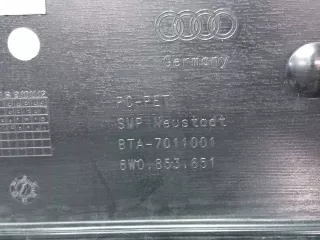 Germany
PC-PET
SMP Neustadt
BTA-7011001
8W0.853.651